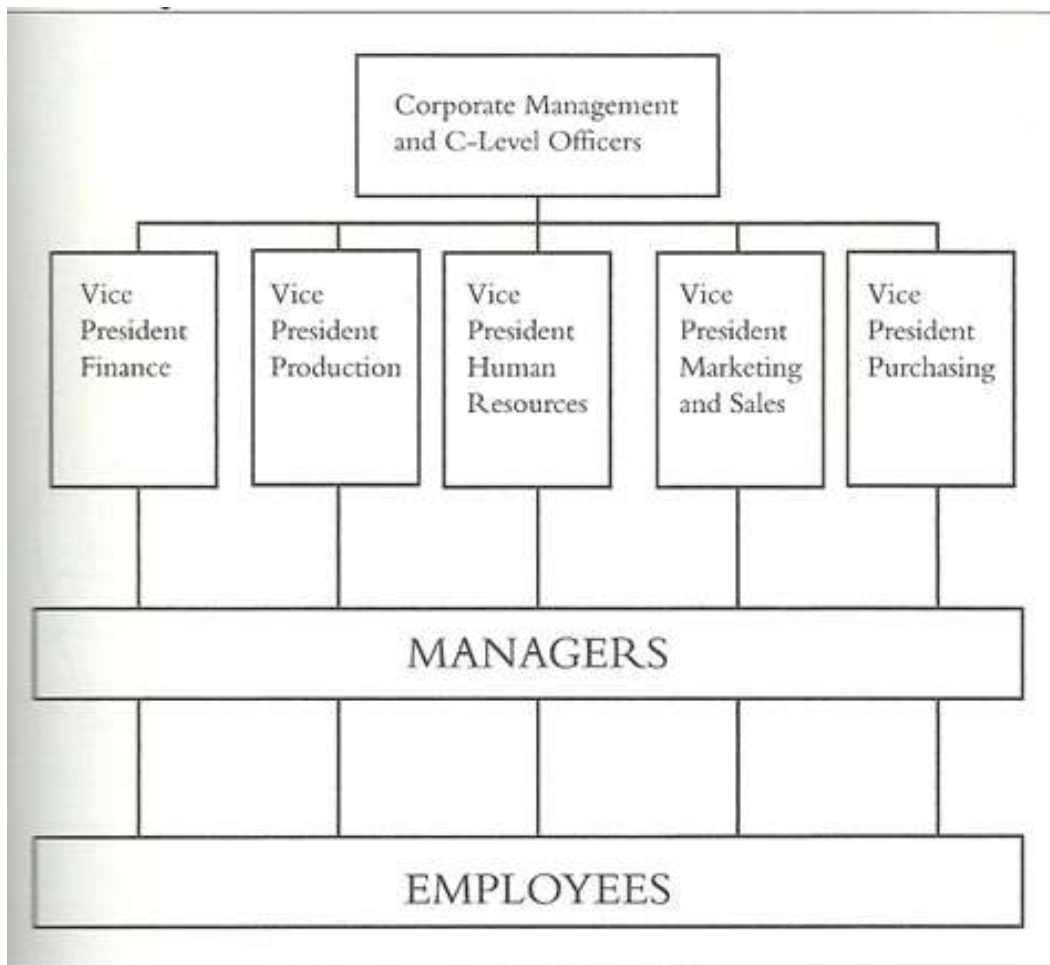 Corporate Management
and C-Level Officers
Vice
President
Finance
Vice
President
Production
Vice
President
Human
Resources
Vice
President
Marketing
and Sales
Vice
President
Purchasing
MANAGERS
EMPLOYEES